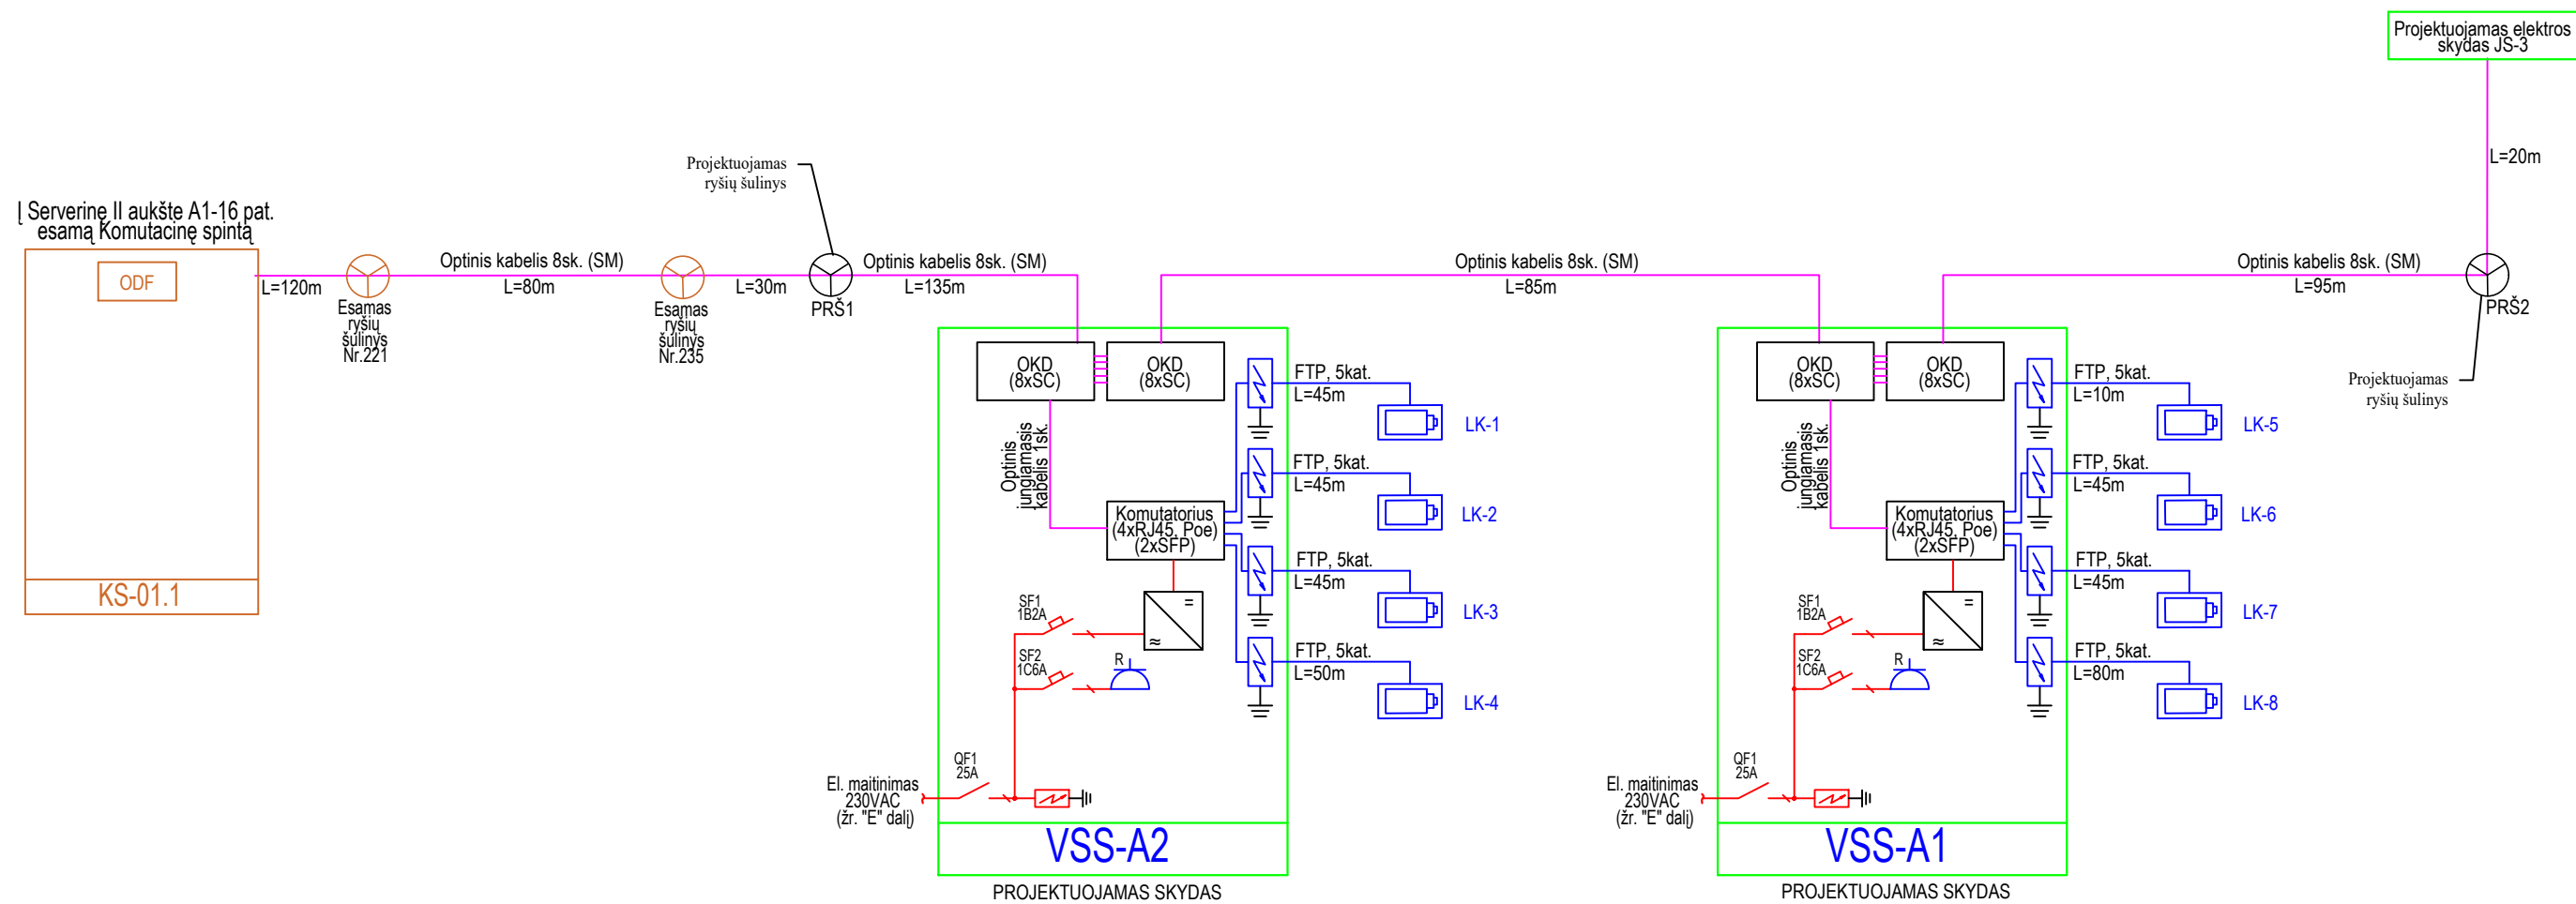 Projektuojamas elektros
skydas JS-3
L=20m
Projektuojamas
ryšių šulinys
Į Serverinę II aukšte A1-16 pat.
esamą Komutacinę spintą
ODF
KS-01.1
L=120m
Esamas
ryšių
šulinys
Nr.221
Optinis kabelis 8sk. (SM)
L=80m
Esamas
ryšių
šulinys
Nr.235
L=30m
PRŠ1
Optinis kabelis 8sk. (SM)
L=135m
Optinis kabelis 8sk. (SM)
L=85m
Optinis kabelis 8sk. (SM)
L=95m
PRŠ2
Projektuojamas
ryšių šulinys
OKD
(8xSC)
OKD
(8xSC)
Optinis
jungiamasis
kabelis 1sk.
Komutatorius
(4xRJ45, Poe)
(2xSFP)
=
≈
SF1
1B2A
SF2
1C6A
R
QF1
25A
El. maitinimas
230VAC
(žr. "E" dalį)
FTP, 5kat.
L=45m
LK-1
FTP, 5kat.
L=45m
LK-2
FTP, 5kat.
L=45m
LK-3
FTP, 5kat.
L=50m
LK-4
VSS-A2
PROJEKTUOJAMAS SKYDAS
OKD
(8xSC)
OKD
(8xSC)
Optinis
jungiamasis
kabelis 1sk.
Komutatorius
(4xRJ45, Poe)
(2xSFP)
=
≈
SF1
1B2A
SF2
1C6A
R
QF1
25A
El. maitinimas
230VAC
(žr. "E" dalį)
FTP, 5kat.
L=10m
LK-5
FTP, 5kat.
L=45m
LK-6
FTP, 5kat.
L=45m
LK-7
FTP, 5kat.
L=80m
LK-8
VSS-A1
PROJEKTUOJAMAS SKYDAS